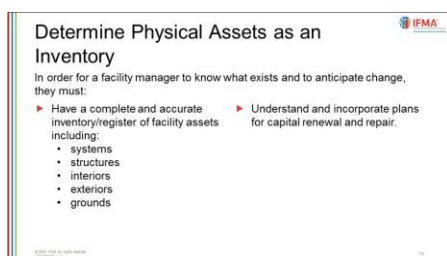 Determine Physical Assets as an
Inventory
IFMA
In order for a facility manager to know what exists and to anticipate change,
they must:
► Have a complete and accurate
inventory/register of facility assets
including:
• systems
• structures
• interiors
• exteriors
• grounds
► Understand and incorporate plans
for capital renewal and repair.